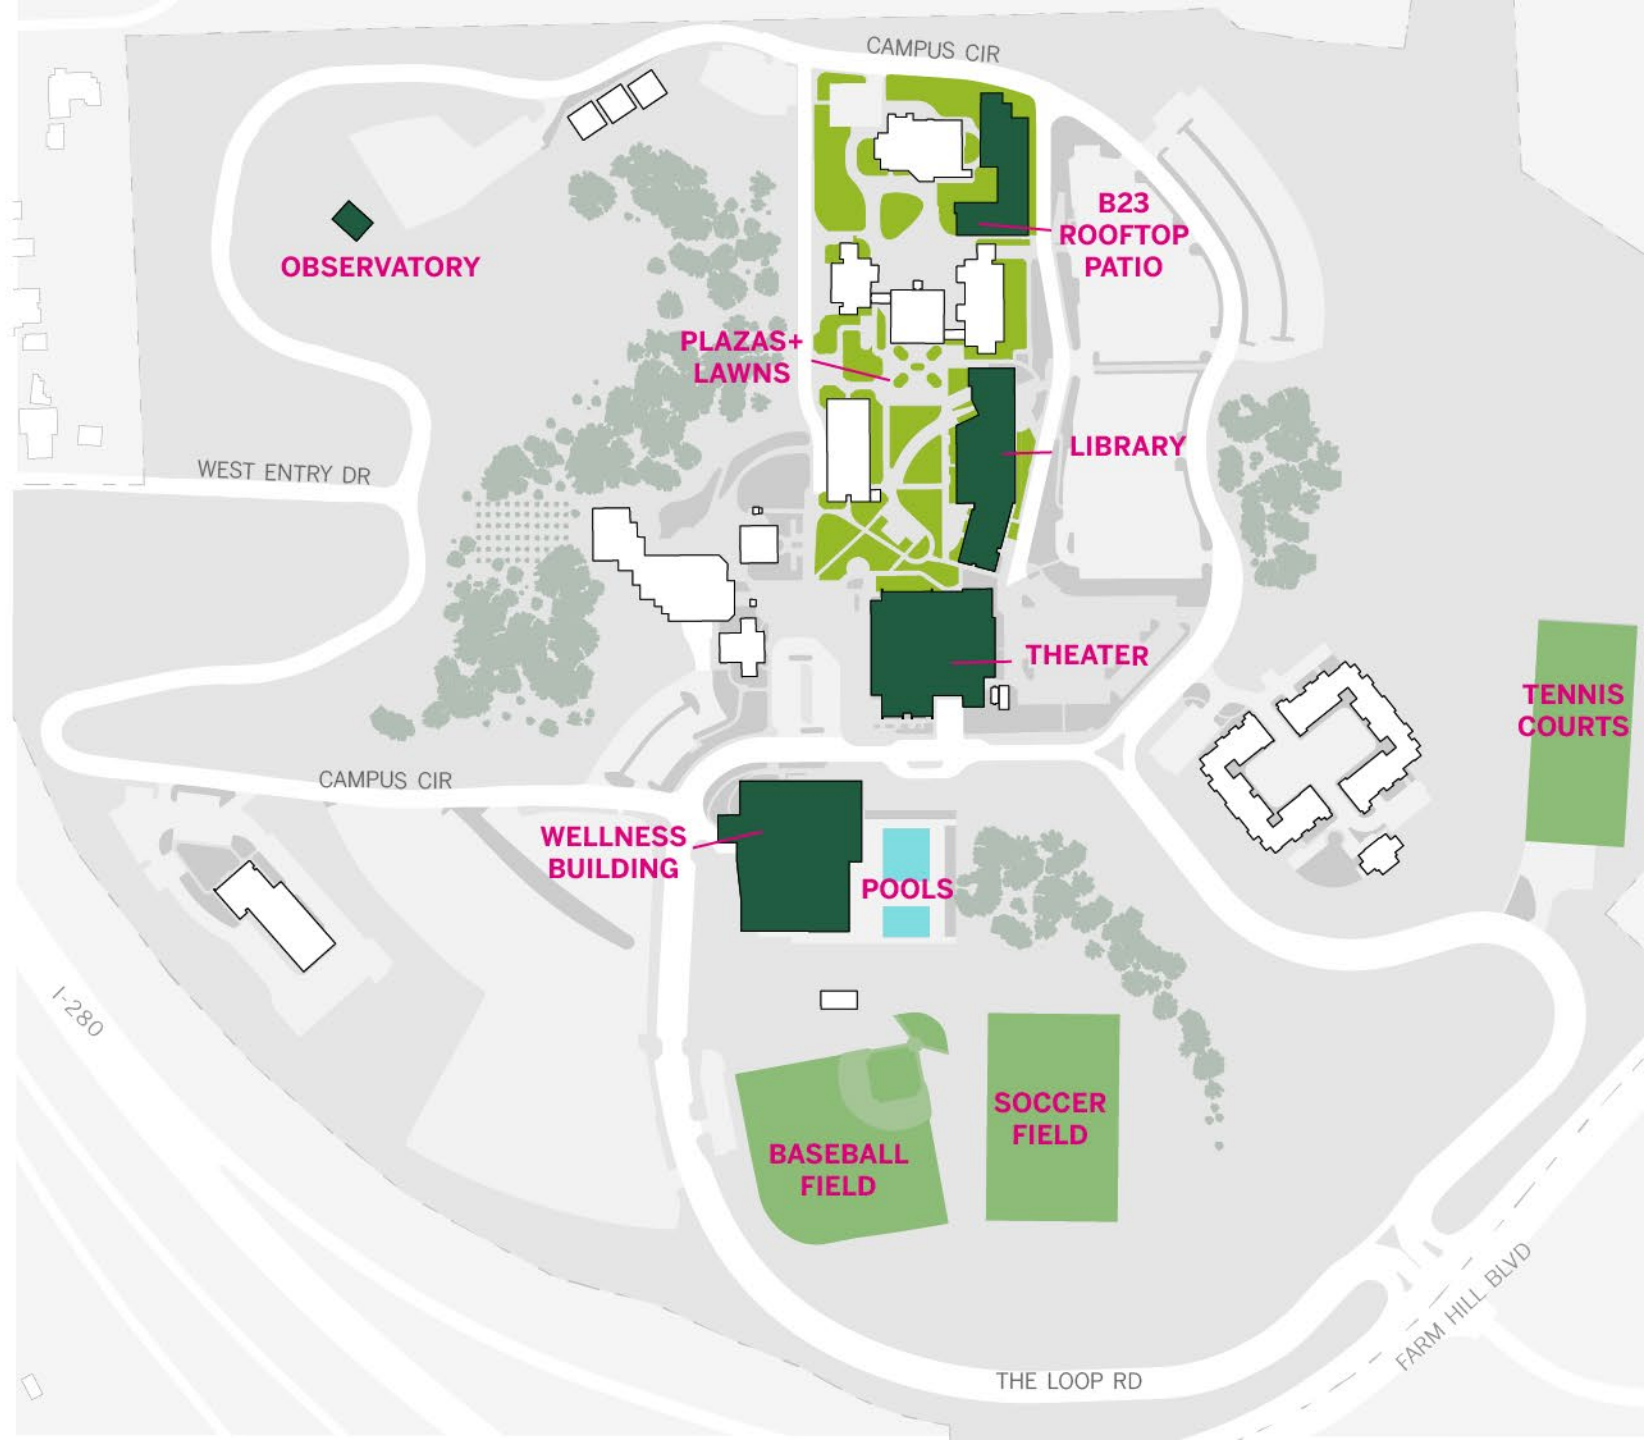 CAMPUS CIR
B23
ROOFTOP
PATIO
OBSERVATORY
PLAZAS+
LAWNS
LIBRARY
WEST ENTRY DR
THEATER
TENNIS
COURTS
CAMPUS CIR
WELLNESS
BUILDING
POOLS
I-280
SOCCER
FIELD
BASEBALL
FIELD
FARM HILL BLVD
THE LOOP RD